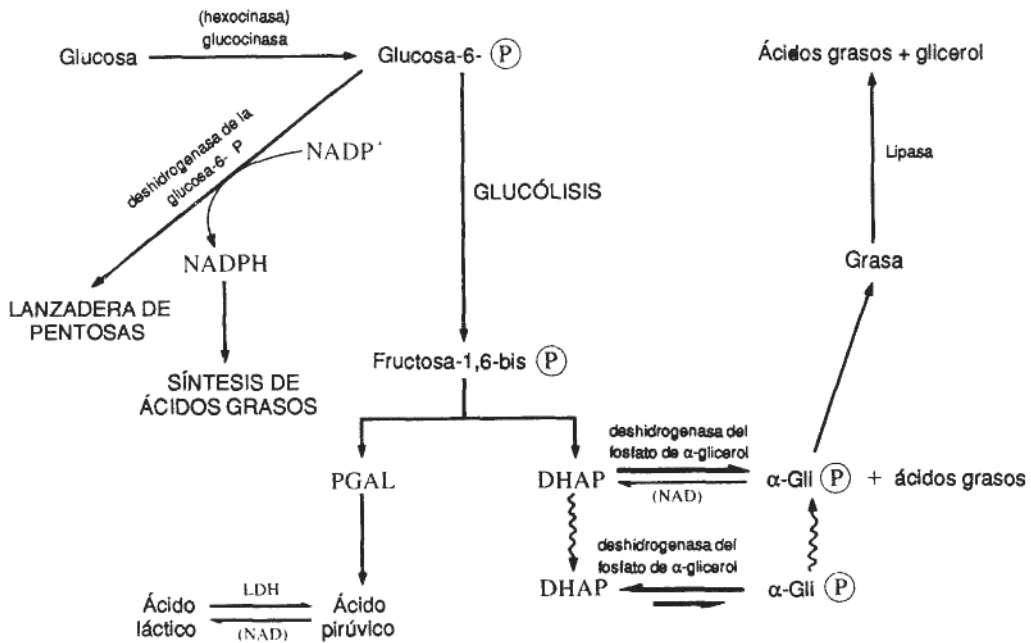 (hexocinasa)
glucocinasa
Glucosa
Glucosa-6- P
Ácidos grasos + glicerol
deshidrogenasa de la
glucosa-6- P
NADP'
Lipasa
GLUCÓLISIS
NADPH
Grasa
LANZADERA DE
PENTOSAS
Fructosa-1,6-bis P
SÍNTESIS DE
ÁCIDOS GRASOS
deshidrogenasa del
fosfato de α-glicerol
PGAL
DHAP
(NAD)
α-Gli P + ácidos grasos
deshidrogenasa del
fosfato de α-glicerol
DHAP
α-Gli P
Ácido
láctico
LDH
(NAD)
Ácido
pirúvico